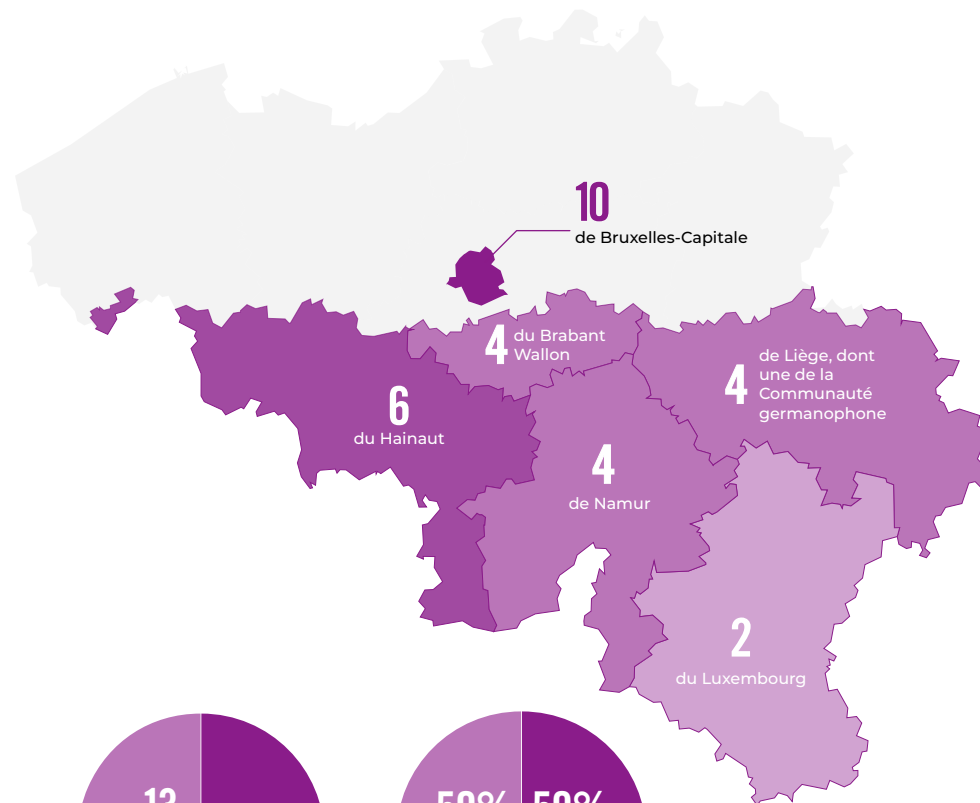 10
de Bruxelles-Capitale
4
du Brabant
Wallon
de Liège, dont
une de la
4
Communauté
germanophone
6
du Hainaut
4
de Namur
2
du Luxembourg